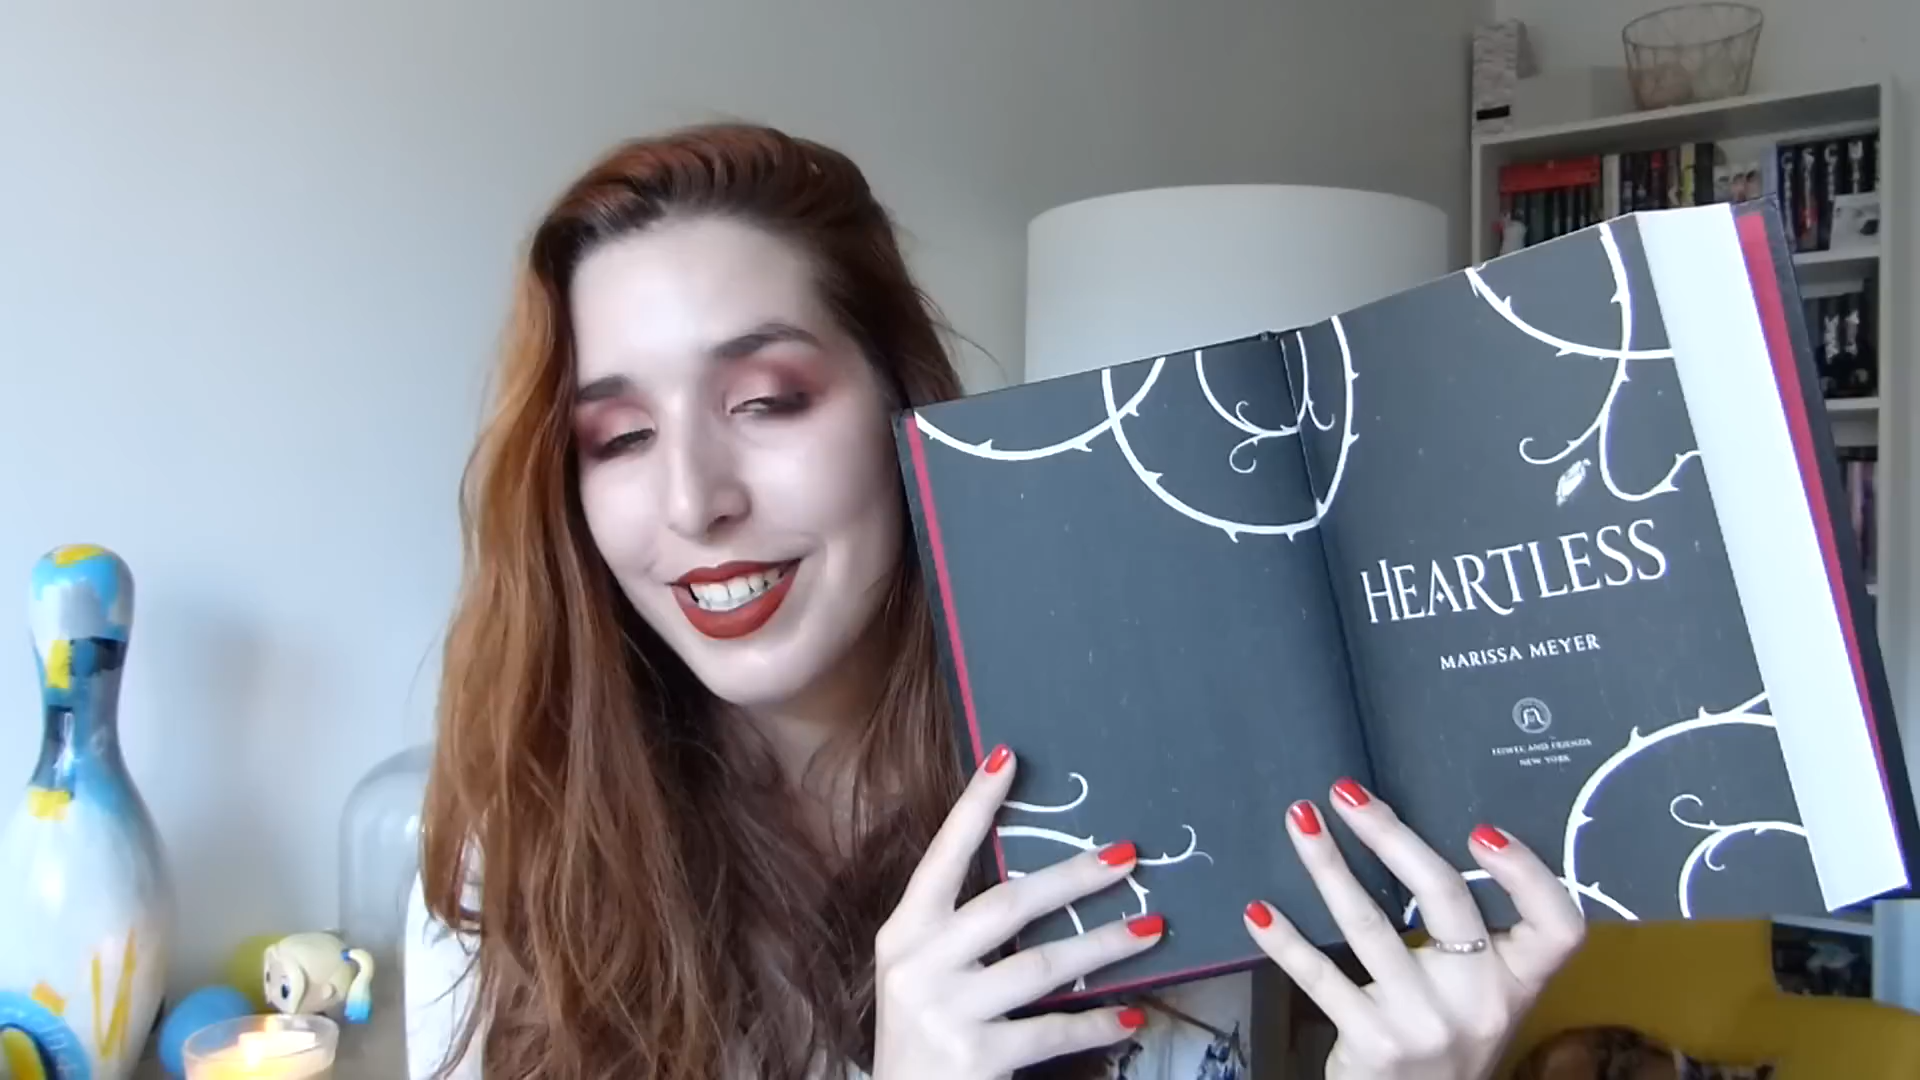 HEARTLESS
MARISSA MEYER
FEIWEL AND FRIENDS
NEW YORK